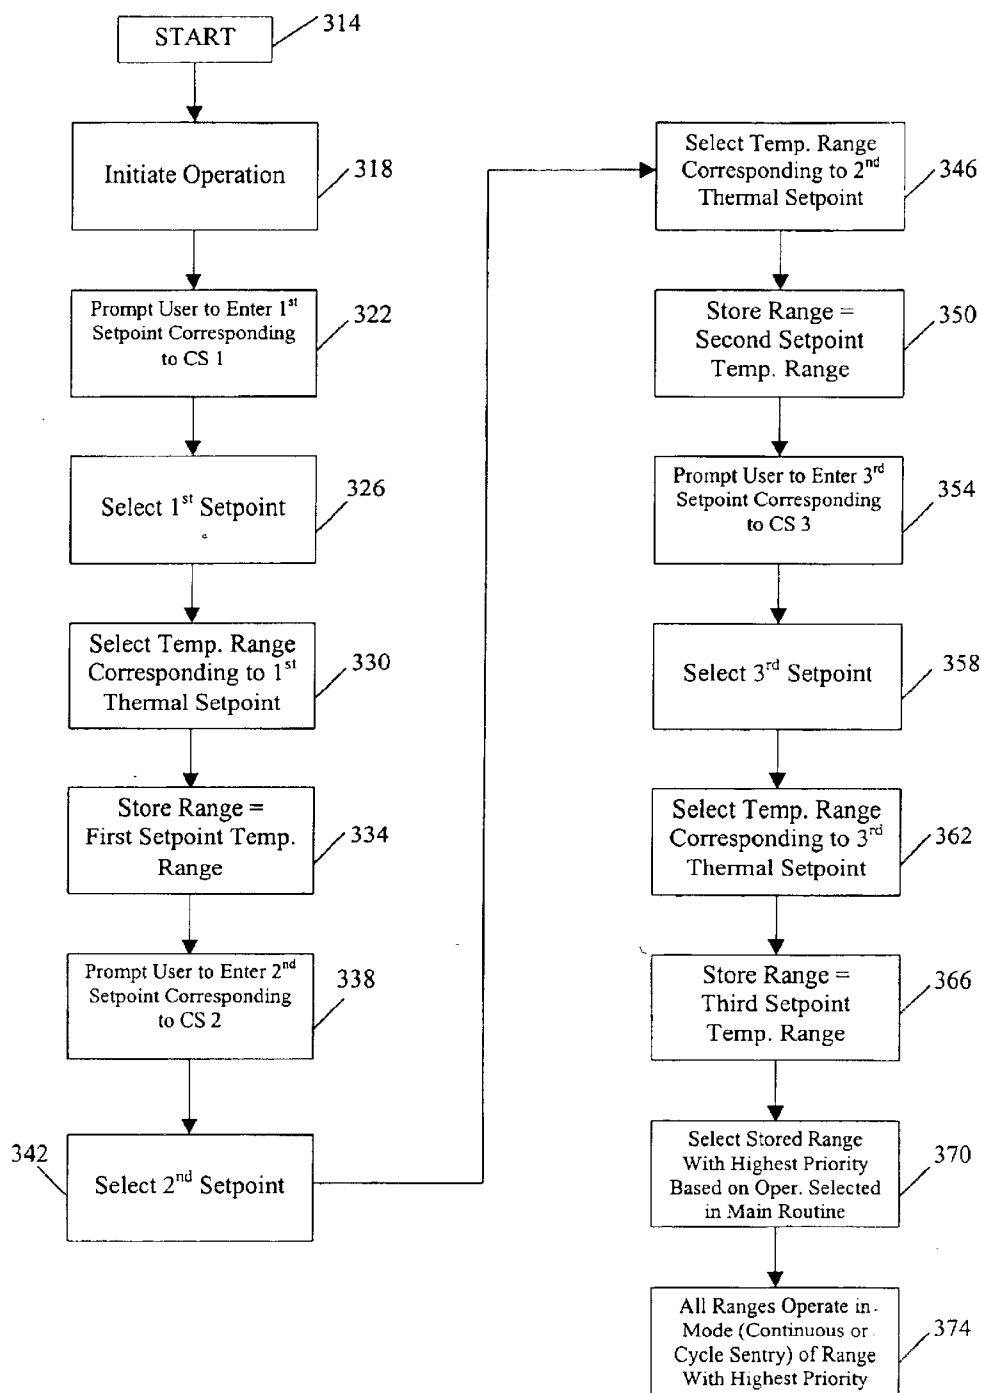 START
314
Initiate Operation
318
Prompt User to Enter 1st
Setpoint Corresponding
to CS 1
322
Select 1st Setpoint
326
Select Temp. Range
Corresponding to 1st
Thermal Setpoint
330
Store Range =
First Setpoint Temp.
Range
334
Prompt User to Enter 2nd
Setpoint Corresponding
to CS 2
338
342
Select 2nd Setpoint
Select Temp. Range
Corresponding to 2nd
Thermal Setpoint
346
Store Range =
Second Setpoint
Temp. Range
350
Prompt User to Enter 3rd
Setpoint Corresponding
to CS 3
354
Select 3rd Setpoint
358
Select Temp. Range
Corresponding to 3rd
Thermal Setpoint
362
Store Range =
Third Setpoint
Temp. Range
366
Select Stored Range
With Highest Priority
Based on Oper. Selected
in Main Routine
370
All Ranges Operate in
Mode (Continuous or
Cycle Sentry) of Range
With Highest Priority
374